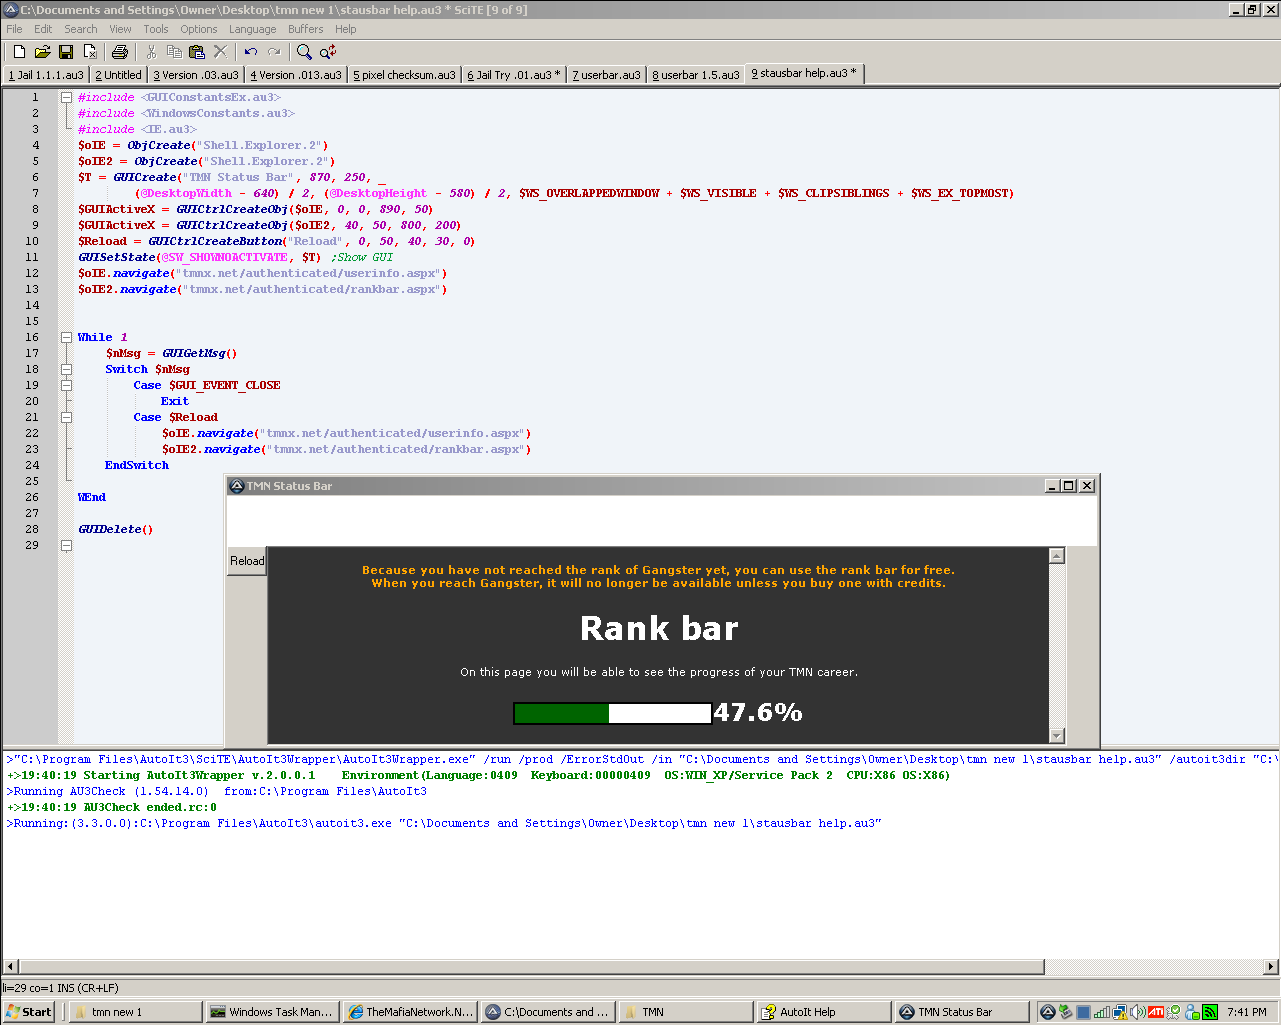 C:\Documents and Settings\Owner\Desktop\tmn new 1\stausbar help.au3 * SciTE [9 of 9]
File Edit Search View Tools Options Language Buffers Help
1 Jail 1.1.1.au3 2 Untitled 3 Version .03.au3 4 Version .013.au3 5 pixel checksum.au3 6 Jail Try .01.au3 * 7 userbar.au3 8 userbar 1.5.au3 9 stausbar help.au3 *
1 #include <GUIConstantsEx.au3>
2 #include <WindowsConstants.au3>
3 #include <IE.au3>
4 $oIE = ObjCreate("Shell.Explorer.2")
5 $oIE2 = ObjCreate("Shell.Explorer.2")
6 $T = GUICreate("TMN Status Bar", 870, 250, _
7 (@DesktopWidth - 640) / 2, (@DesktopHeight - 580) / 2, $WS_OVERLAPPEDWINDOW + $WS_VISIBLE + $WS_CLIPSIBLINGS + $WS_EX_TOPMOST)
8 $GUIActiveX = GUICtrlCreateObj($oIE, 0, 0, 890, 50)
9 $GUIActiveX = GUICtrlCreateObj($oIE2, 40, 50, 800, 200)
10 $Reload = GUICtrlCreateButton("Reload", 0, 50, 40, 30, 0)
11 GUISetState(@SW_SHOWNOACTIVATE, $T) ;Show GUI
12 $oIE.navigate("tmnx.net/authenticated/userinfo.aspx")
13 $oIE2.navigate("tmnx.net/authenticated/rankbar.aspx")
14
15
16 While 1
17 $nMsg = GUIGetMsg()
18 Switch $nMsg
19 Case $GUI_EVENT_CLOSE
20 Exit
21 Case $Reload
22 $oIE.navigate("tmnx.net/authenticated/userinfo.aspx")
23 $oIE2.navigate("tmnx.net/authenticated/rankbar.aspx")
24 EndSwitch
25
26 WEnd
27
28 GUIDelete()
29
TMN Status Bar
Reload
Because you have not reached the rank of Gangster yet, you can use the rank bar for free.
When you reach Gangster, it will no longer be available unless you buy one with credits.
Rank bar
On this page you will be able to see the progress of your TMN career.
47.6%
>"C:\Program Files\AutoIt3\SciTE\AutoIt3Wrapper\AutoIt3Wrapper.exe" /run /prod /ErrorStdOut /in "C:\Documents and Settings\Owner\Desktop\tmn new 1\stausbar help.au3" /autoit3dir "C:\
+>19:40:19 Starting AutoIt3Wrapper v.2.0.0.1 Environment(Language:0409 Keyboard:00000409 OS:WIN_XP/Service Pack 2 CPU:X86 OS:X86)
>Running AU3Check (1.54.14.0) from:C:\Program Files\AutoIt3
+>19:40:19 AU3Check ended.rc:0
>Running:(3.3.0.0):C:\Program Files\AutoIt3\autoit3.exe "C:\Documents and Settings\Owner\Desktop\tmn new 1\stausbar help.au3"
li=29 co=1 INS (CR+LF)
Start tmn new 1 Windows Task Man... TheMafiaNetwork.N... C:\Documents and ... TMN AutoIt Help TMN Status Bar ATI 7:41 PM